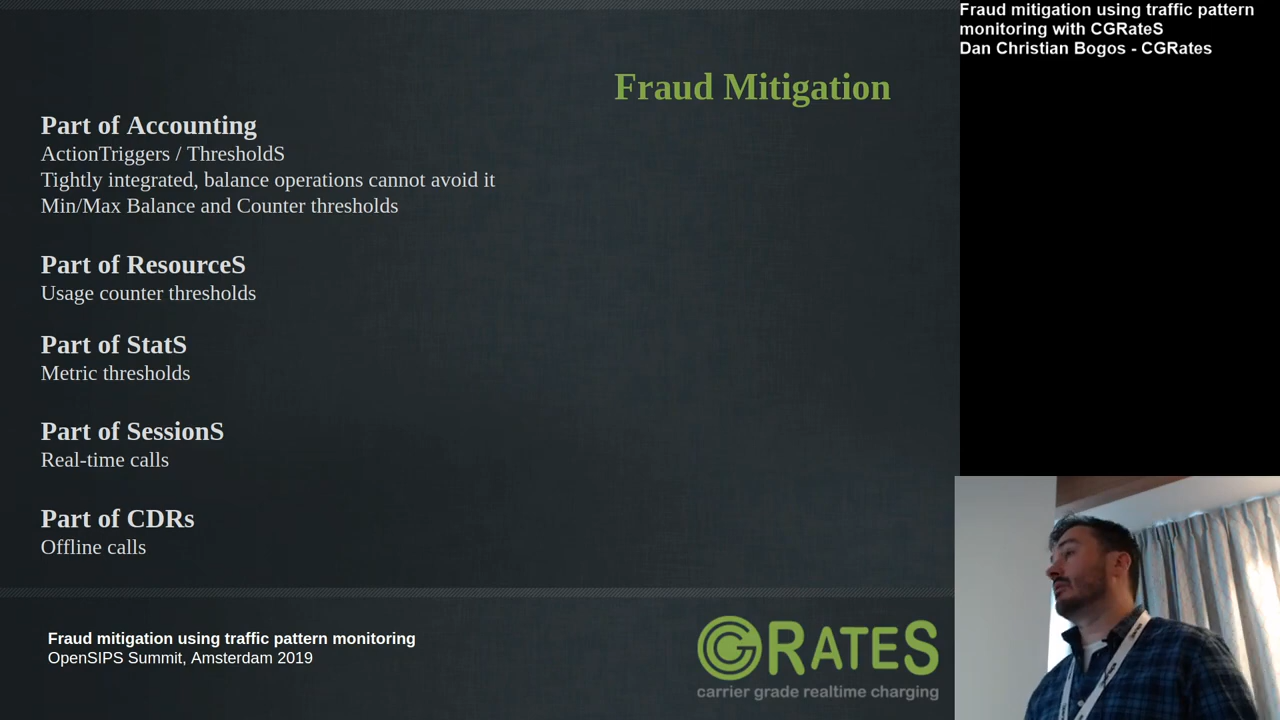 Fraud Mitigation
Part of Accounting
ActionTriggers / ThresholdS
Tightly integrated, balance operations cannot avoid it
Min/Max Balance and Counter thresholds
Part of ResourceS
Usage counter thresholds
Part of StatS
Metric thresholds
Part of SessionS
Real-time calls
Part of CDRs
Offline calls
Fraud mitigation using traffic pattern monitoring
OpenSIPS Summit, Amsterdam 2019
CGRATES
carrier grade realtime charging
Fraud mitigation using traffic pattern
monitoring with CGRateS
Dan Christian Bogos - CGRates